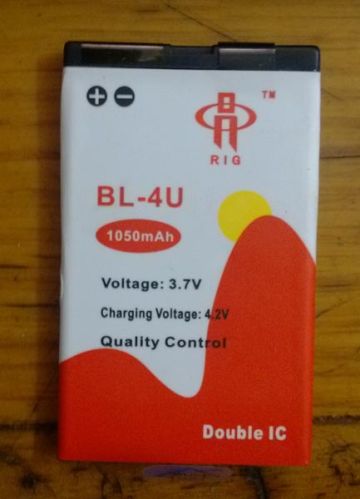 TM
RIG
BL-4U
1050mAh
Voltage: 3.7V
Charging Voltage: 4.2V
Quality Control
Double IC